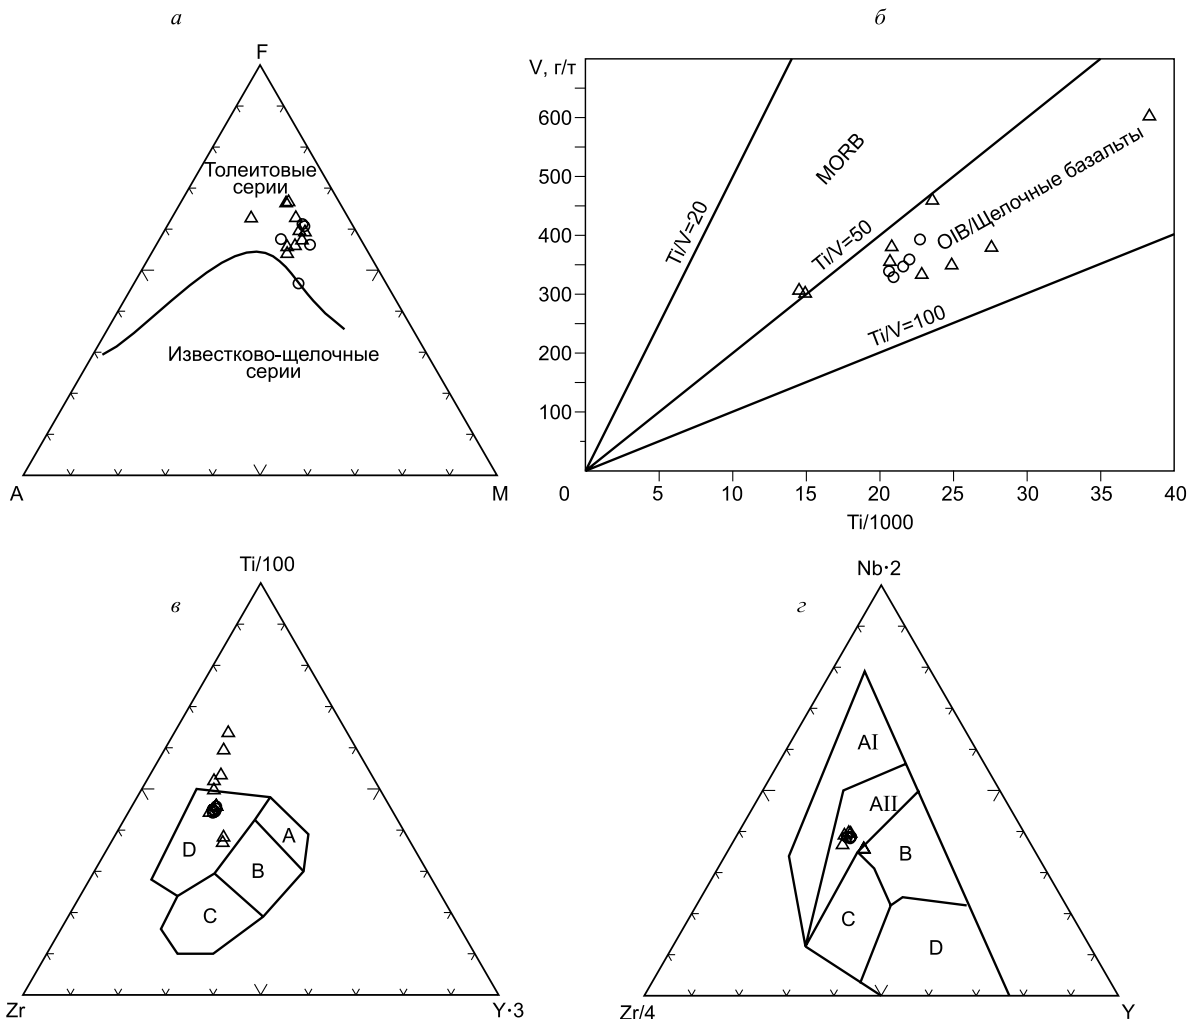 а
F
Толеитовые
серии
Известково-щелочные
серии
A
M
б
V, г/т
600
500
400
300
200
100
0
5
10
15
20
25
30
35
40
Ti/1000
Ti/V=20
MORB
Ti/V=50
OIB/Щелочные базальты
Ti/V=100
в
Ti/100
D
A
B
C
Zr
Y·3
г
Nb·2
AI
AII
B
C
D
Zr/4
Y